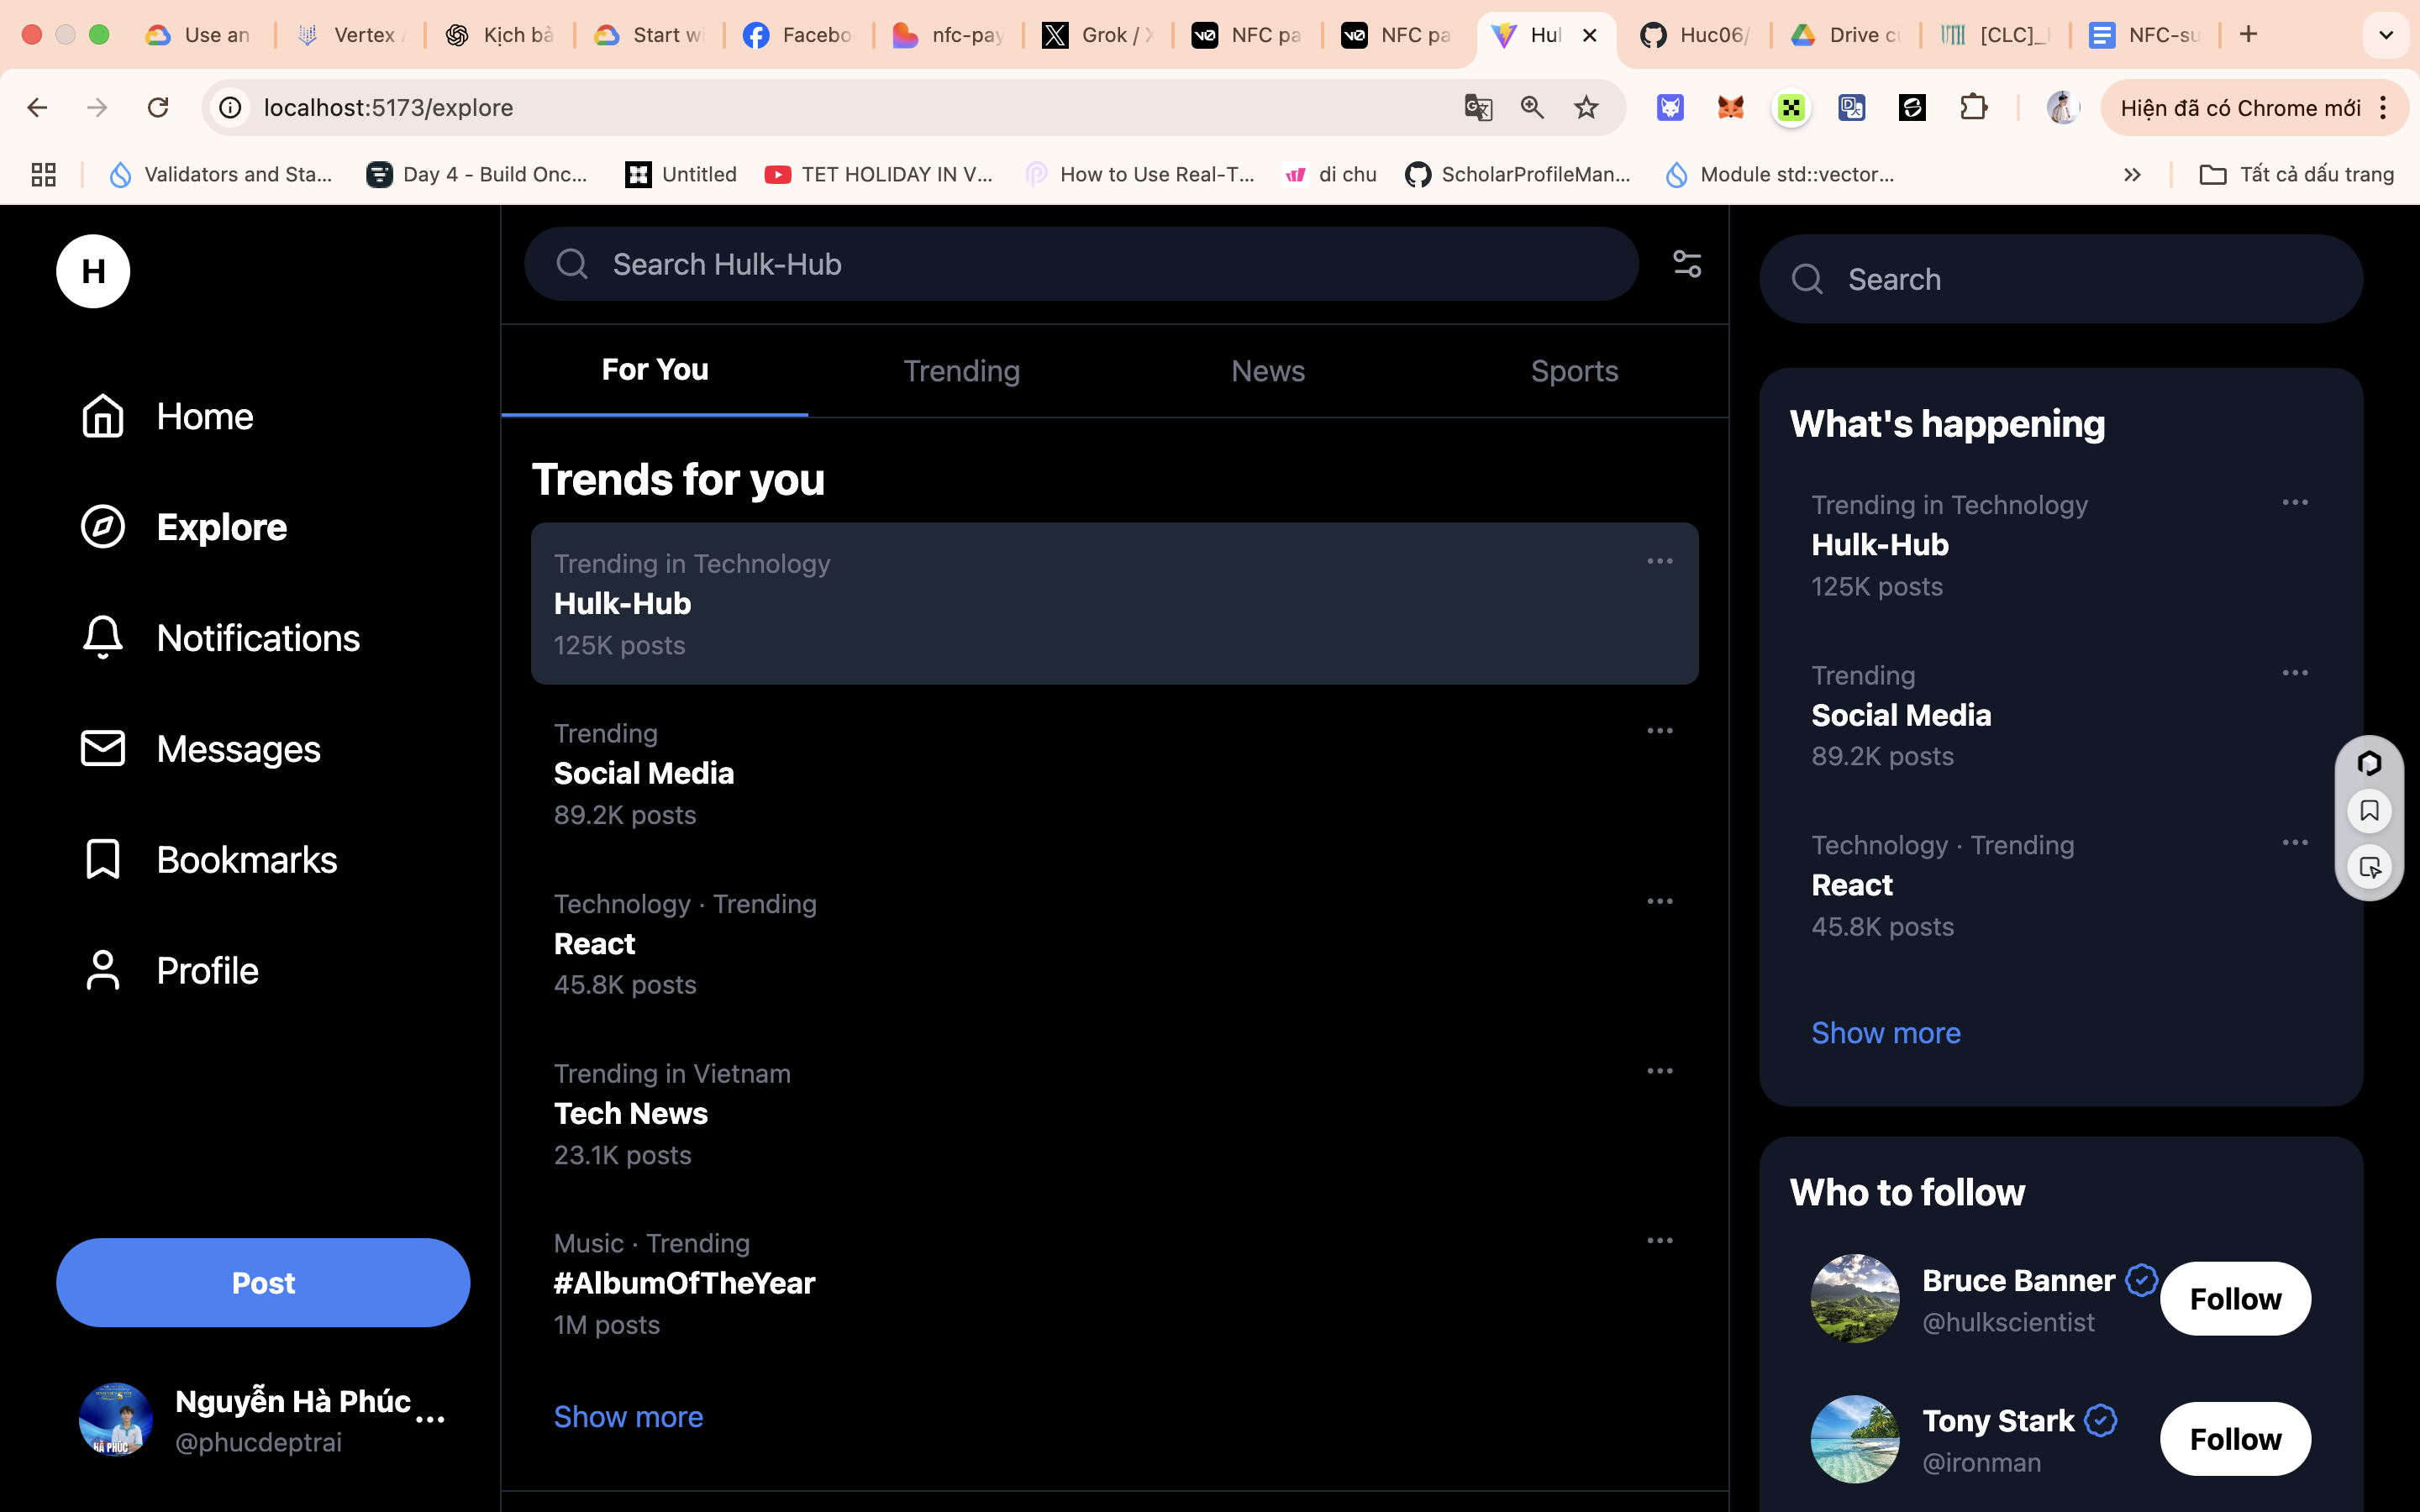 Use an
Vertex
Kịch bả
Start wi
Facebo
nfc-pay
Grok / X
NFC pa
NFC pa
Hul
Huc06/
Drive c
[CLC]_
NFC-su
localhost:5173/explore
Hiện đã có Chrome mới
Validators and Sta...
Day 4 - Build Onc...
Untitled
TET HOLIDAY IN V...
How to Use Real-T...
di chu
ScholarProfileMan...
Module std::vector...
Tất cả dấu trang
H
Home
Explore
Notifications
Messages
Bookmarks
Profile
Post
Nguyễn Hà Phúc
@phucdeptrai
HÀ PHÚC
Search Hulk-Hub
For You
Trending
News
Sports
Trends for you
Trending in Technology
Hulk-Hub
125K posts
Trending
Social Media
89.2K posts
Technology · Trending
React
45.8K posts
Trending in Vietnam
Tech News
23.1K posts
Music · Trending
#AlbumOfTheYear
1M posts
Show more
Search
What's happening
Trending in Technology
Hulk-Hub
125K posts
Trending
Social Media
89.2K posts
Technology · Trending
React
45.8K posts
Show more
Who to follow
Bruce Banner
@hulkscientist
Follow
Tony Stark
@ironman
Follow